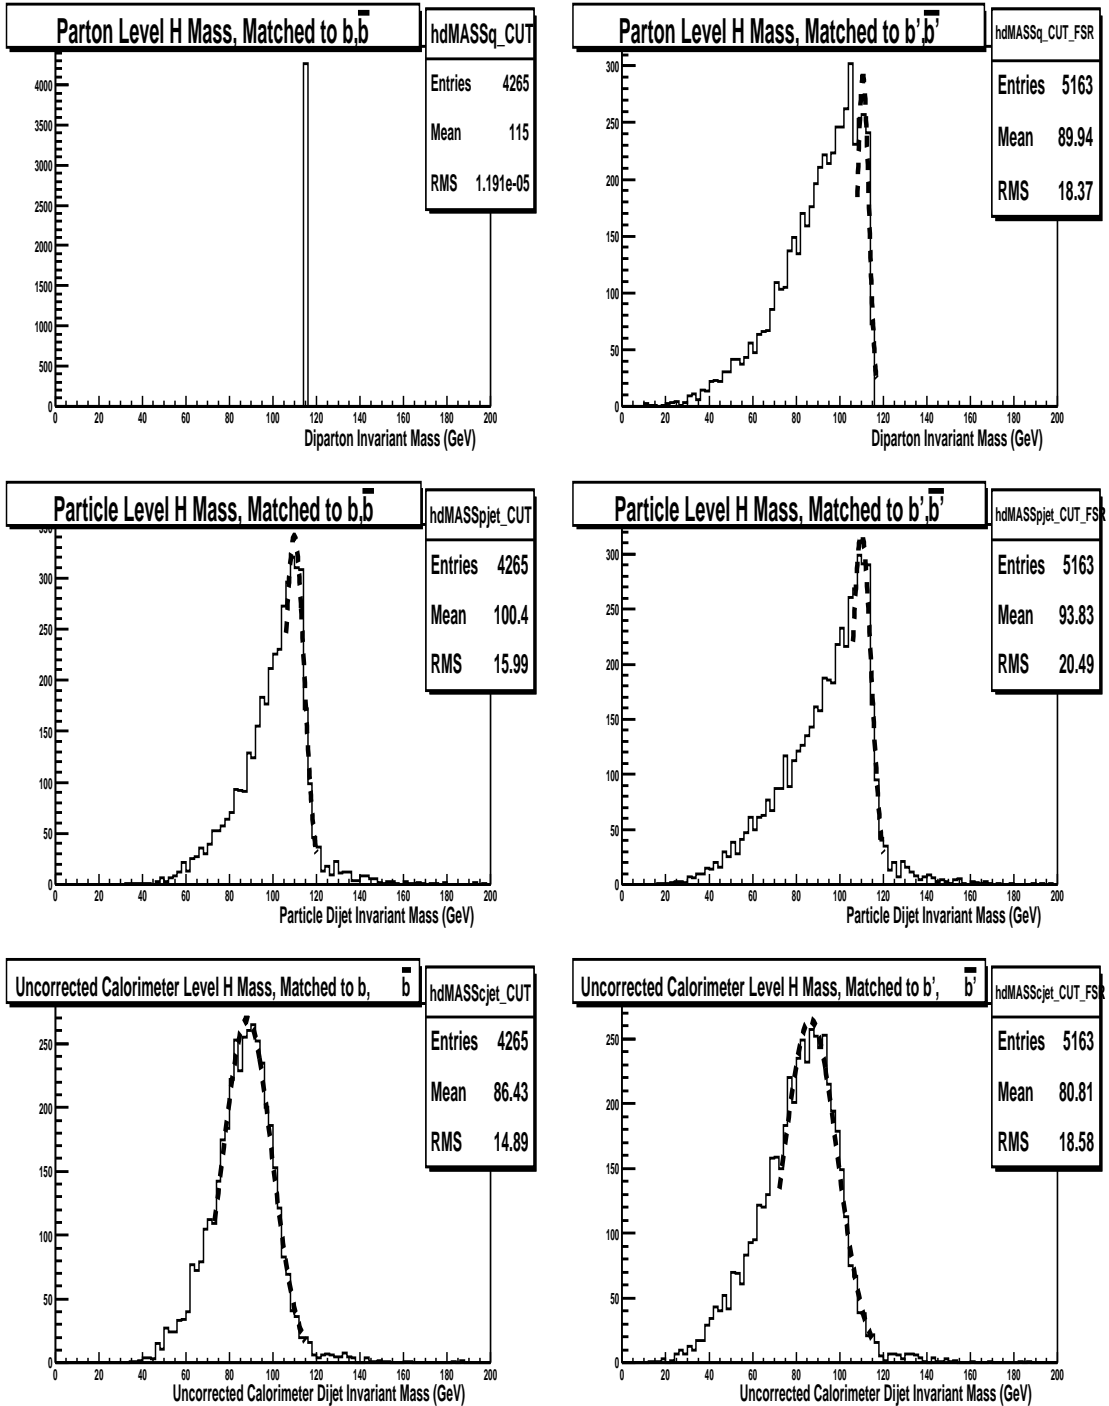 Parton Level H Mass, Matched to b,b̅
hdMASSq_CUT
Entries 4265
Mean 115
RMS 1.191e-05
4000
3500
3000
2500
2000
1500
1000
500
0
0 20 40 60 80 100 120 140 160 180 200
Diparton Invariant Mass (GeV)
Parton Level H Mass, Matched to b',b̅'
hdMASSq_CUT_FSR
Entries 5163
Mean 89.94
RMS 18.37
300
250
200
150
100
50
0
0 20 40 60 80 100 120 140 160 180 200
Diparton Invariant Mass (GeV)
Particle Level H Mass, Matched to b,b̅
hdMASSpjet_CUT
Entries 4265
Mean 100.4
RMS 15.99
350
300
250
200
150
100
50
0
0 20 40 60 80 100 120 140 160 180 200
Particle Dijet Invariant Mass (GeV)
Particle Level H Mass, Matched to b',b̅'
hdMASSpjet_CUT_FSR
Entries 5163
Mean 93.83
RMS 20.49
300
250
200
150
100
50
0
0 20 40 60 80 100 120 140 160 180 200
Particle Dijet Invariant Mass (GeV)
Uncorrected Calorimeter Level H Mass, Matched to b, b̅
hdMASScjet_CUT
Entries 4265
Mean 86.43
RMS 14.89
250
200
150
100
50
0
0 20 40 60 80 100 120 140 160 180 200
Uncorrected Calorimeter Dijet Invariant Mass (GeV)
Uncorrected Calorimeter Level H Mass, Matched to b', b̅'
hdMASScjet_CUT_FSR
Entries 5163
Mean 80.81
RMS 18.58
250
200
150
100
50
0
0 20 40 60 80 100 120 140 160 180 200
Uncorrected Calorimeter Dijet Invariant Mass (GeV)